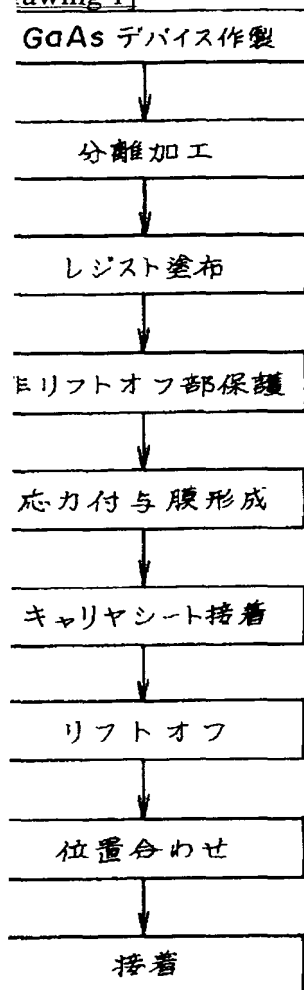 awing 1]
GaAs デバイス作製
分離加工
レジスト塗布
リフトオフ部保護
応力付与膜形成
キャリヤシート接着
リフトオフ
位置合わせ
接着